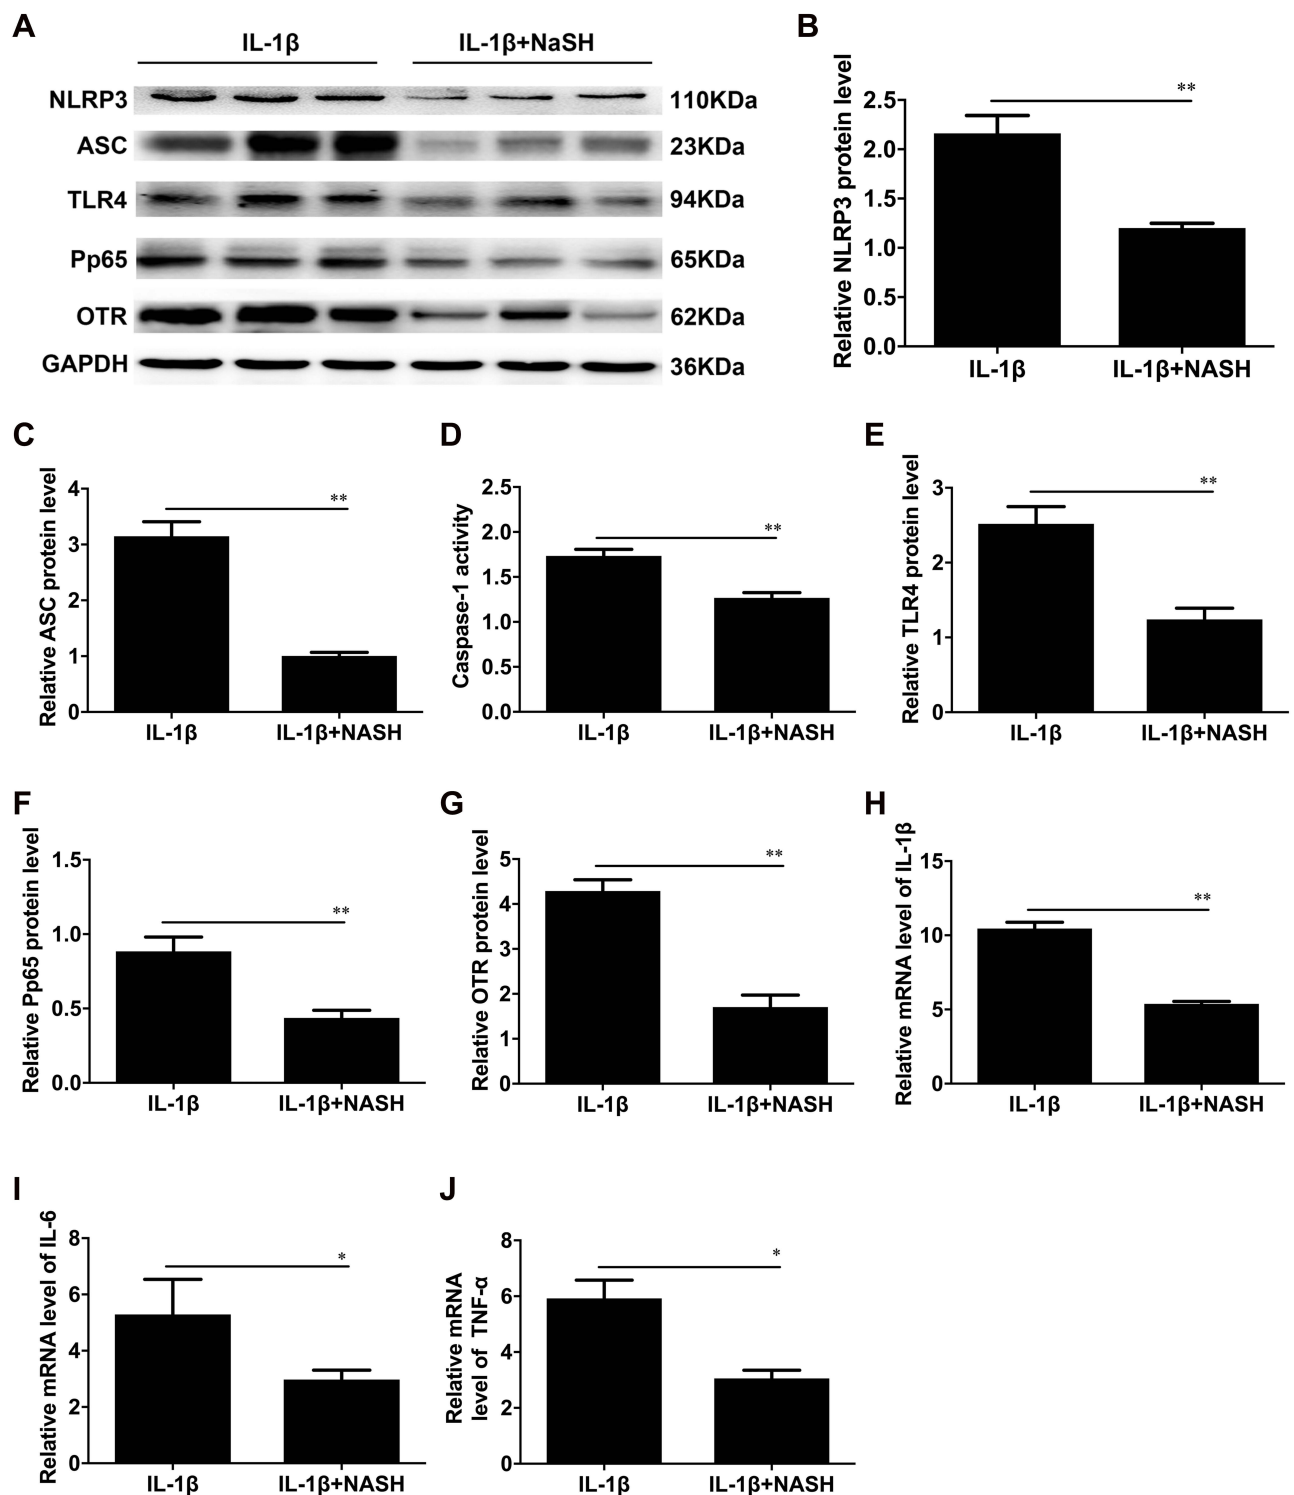 A
IL-1β IL-1β+NaSH
NLRP3 110KDa
ASC 23KDa
TLR4 94KDa
Pp65 65KDa
OTR 62KDa
GAPDH 36KDa
B
Relative NLRP3 protein level
2.5
2.0
1.5
1.0
0.5
0.0
**
IL-1β IL-1β+NASH
C
Relative ASC protein level
4
3
2
1
0
**
IL-1β IL-1β+NASH
D
Caspase-1 activity
2.5
2.0
1.5
1.0
0.5
0.0
**
IL-1β IL-1β+NASH
E
Relative TLR4 protein level
3
2
1
0
**
IL-1β IL-1β+NASH
F
Relative Pp65 protein level
1.5
1.0
0.5
0.0
**
IL-1β IL-1β+NASH
G
Relative OTR protein level
5
4
3
2
1
0
**
IL-1β IL-1β+NASH
H
Relative mRNA level of IL-1β
15
10
5
0
**
IL-1β IL-1β+NASH
I
Relative mRNA level of IL-6
8
6
4
2
0
*
IL-1β IL-1β+NASH
J
Relative mRNA
level of TNF-α
8
6
4
2
0
*
IL-1β IL-1β+NASH